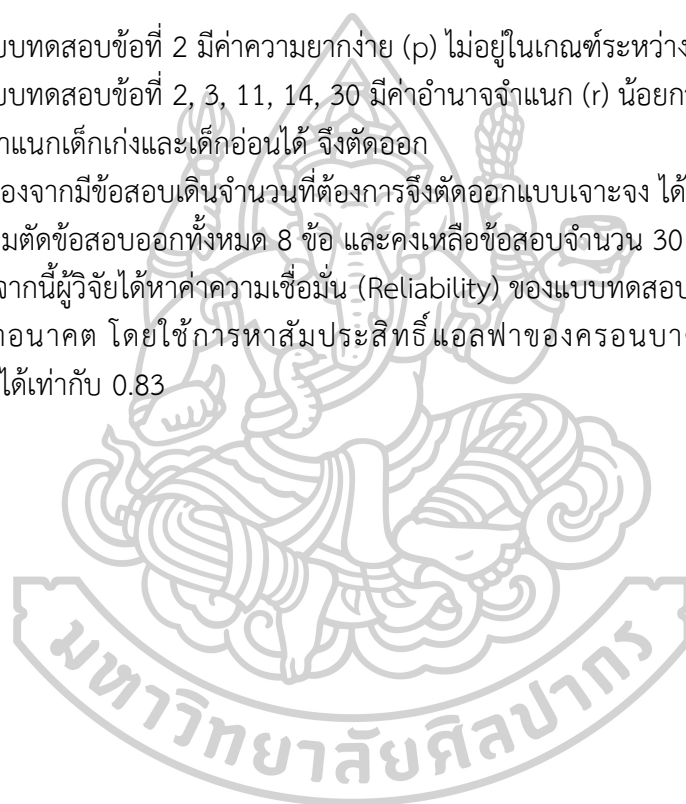 บบทดสอบข้อที่ 2 มีค่าความยากง่าย (p) ไม่อยู่ในเกณฑ์ระหว่าง
บบทดสอบข้อที่ 2, 3, 11, 14, 30 มีค่าอำนาจจำแนก (r) น้อยก
าแนกเด็กเก่งและเด็กอ่อนได้ จึงตัดออก
องจากมีข้อสอบเดินจำนวนที่ต้องการจึงตัดออกแบบเจาะจง ได้
มตัดข้อสอบออกทั้งหมด 8 ข้อ และคงเหลือข้อสอบจำนวน 30
จากนี้ผู้วิจัยได้หาค่าความเชื่อมั่น (Reliability) ของแบบทดสอบ
าอนาคต โดยใช้การหาสัมประสิทธิ์แอลฟาของครอนบา
ได้เท่ากับ 0.83
มหาวิทยาลัยศิลปากร